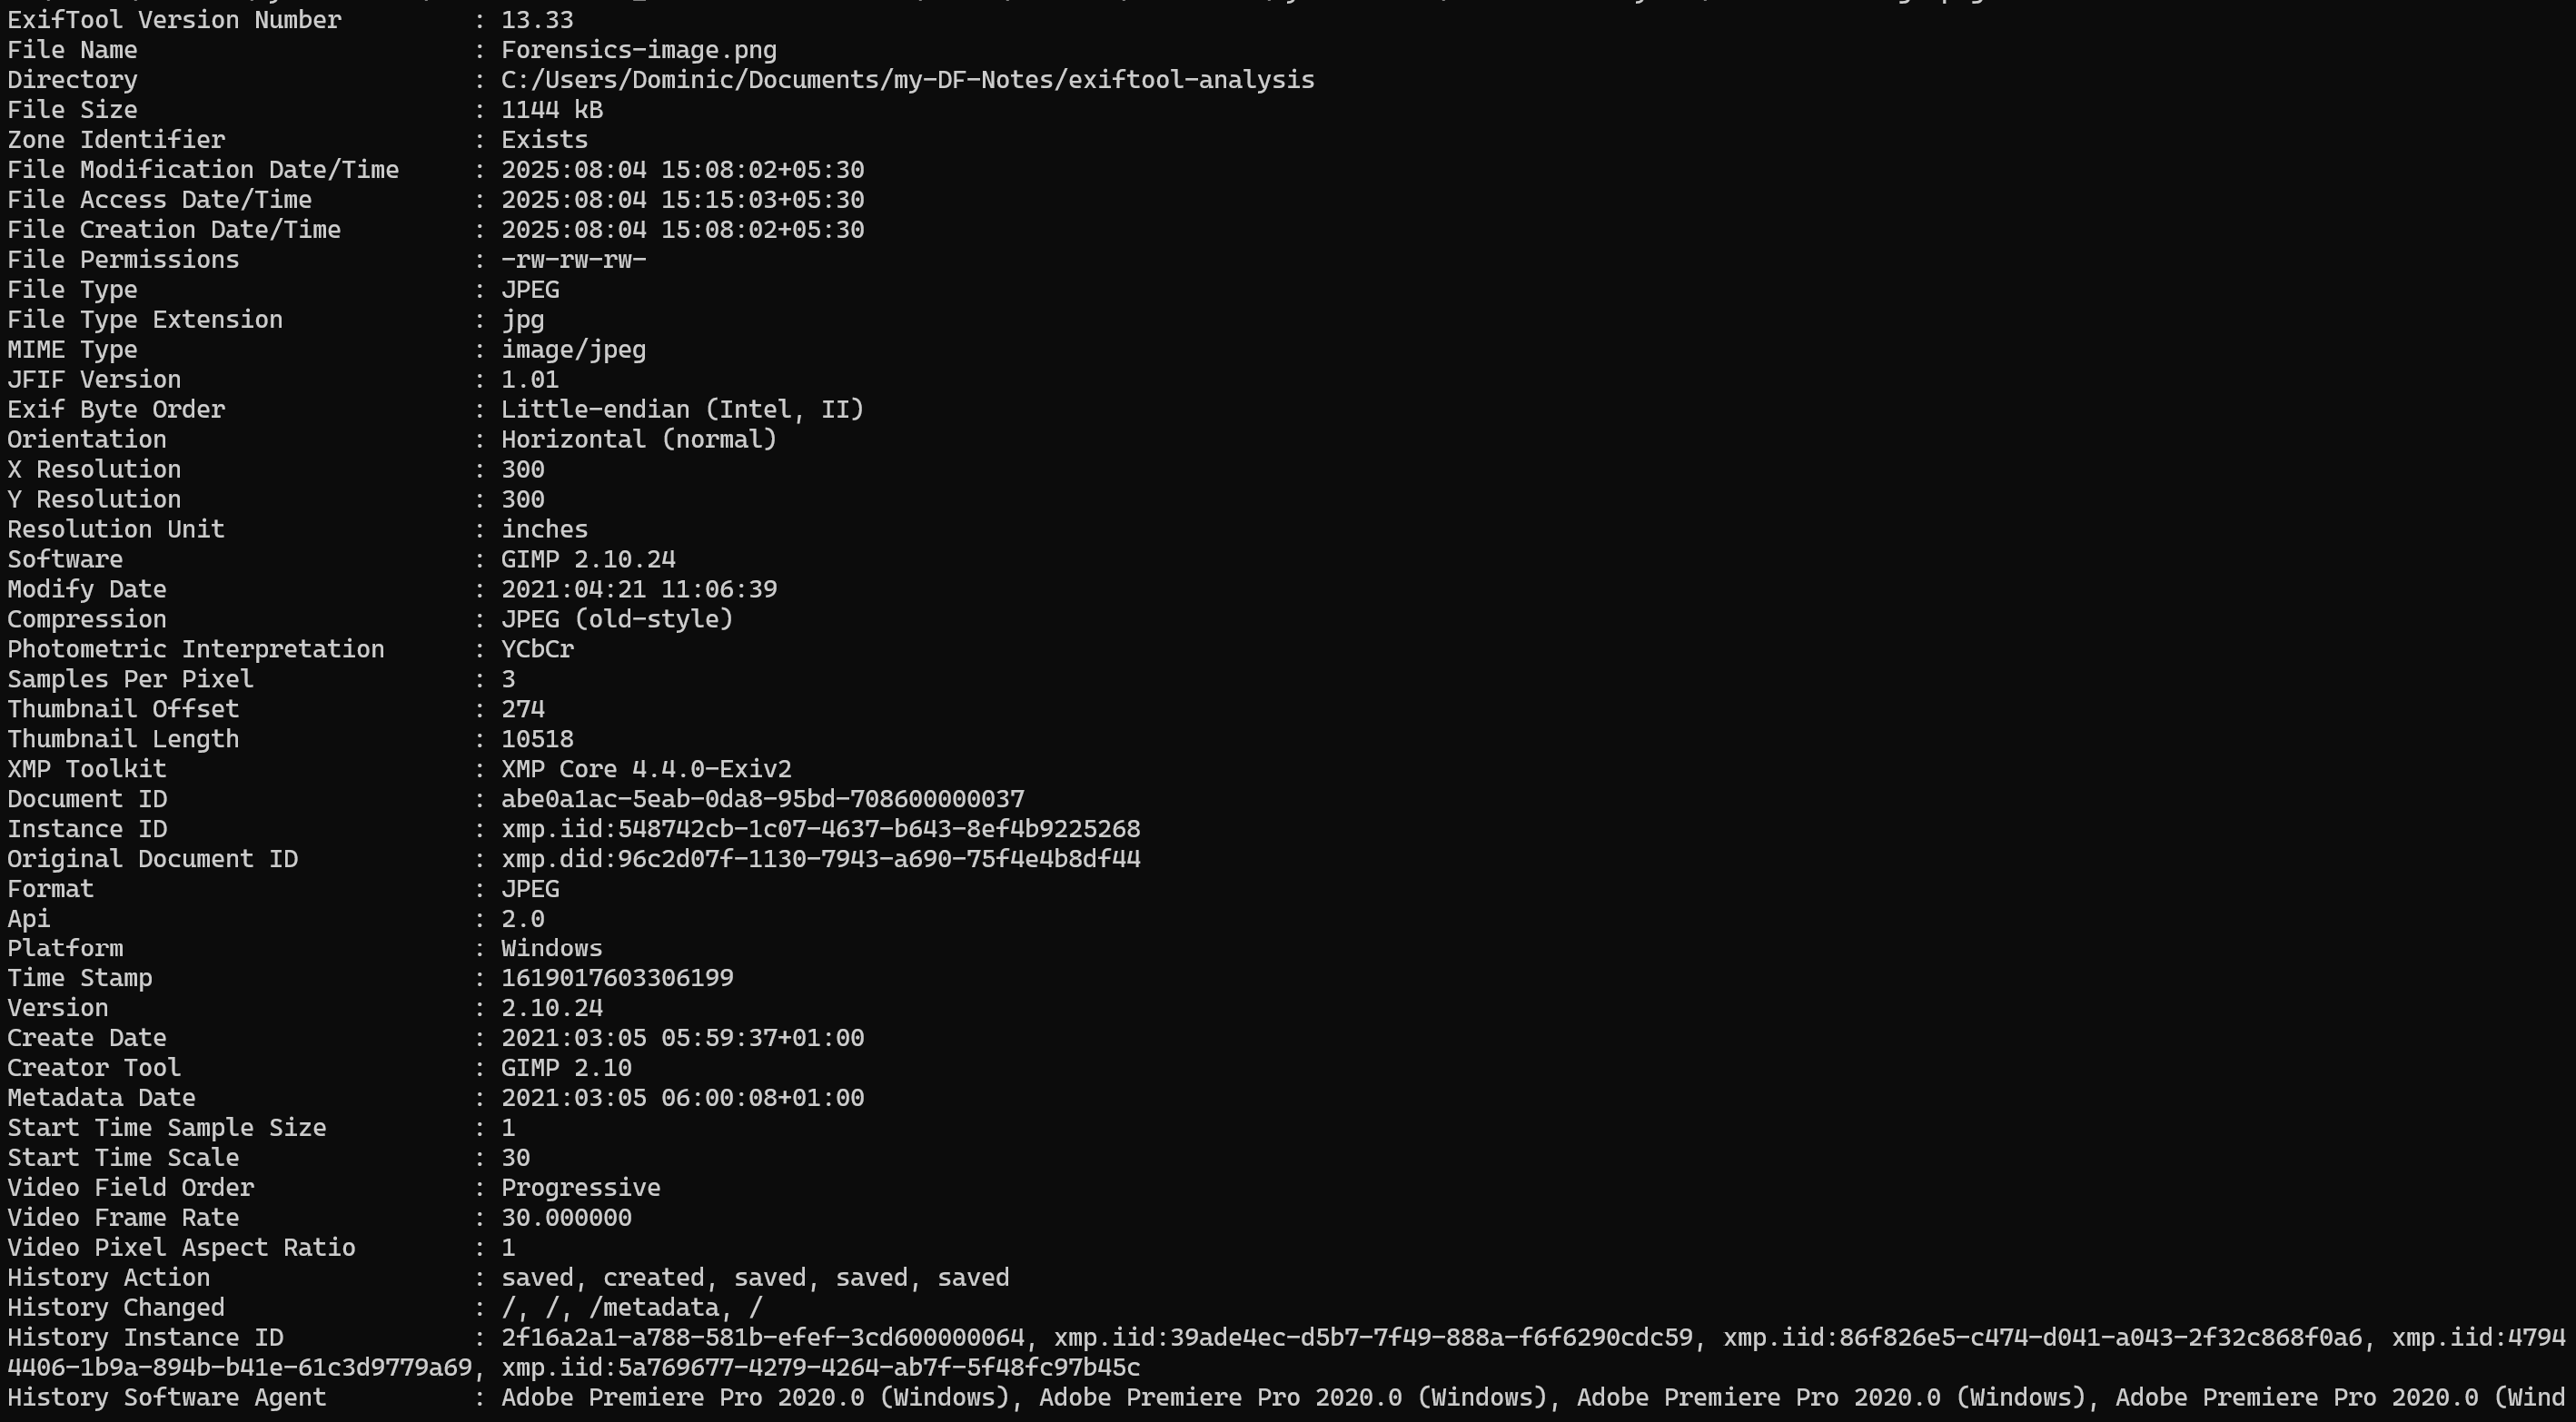 ExifTool Version Number : 13.33
File Name : Forensics-image.png
Directory : C:/Users/Dominic/Documents/my-DF-Notes/exiftool-analysis
File Size : 1144 kB
Zone Identifier : Exists
File Modification Date/Time : 2025:08:04 15:08:02+05:30
File Access Date/Time : 2025:08:04 15:15:03+05:30
File Creation Date/Time : 2025:08:04 15:08:02+05:30
File Permissions : -rw-rw-rw-
File Type : JPEG
File Type Extension : jpg
MIME Type : image/jpeg
JFIF Version : 1.01
Exif Byte Order : Little-endian (Intel, II)
Orientation : Horizontal (normal)
X Resolution : 300
Y Resolution : 300
Resolution Unit : inches
Software : GIMP 2.10.24
Modify Date : 2021:04:21 11:06:39
Compression : JPEG (old-style)
Photometric Interpretation : YCbCr
Samples Per Pixel : 3
Thumbnail Offset : 274
Thumbnail Length : 10518
XMP Toolkit : XMP Core 4.4.0-Exiv2
Document ID : abe0a1ac-5eab-0da8-95bd-708600000037
Instance ID : xmp.iid:548742cb-1c07-4637-b643-8ef4b9225268
Original Document ID : xmp.did:96c2d07f-1130-7943-a690-75f4e4b8df44
Format : JPEG
Api : 2.0
Platform : Windows
Time Stamp : 1619017603306199
Version : 2.10.24
Create Date : 2021:03:05 05:59:37+01:00
Creator Tool : GIMP 2.10
Metadata Date : 2021:03:05 06:00:08+01:00
Start Time Sample Size : 1
Start Time Scale : 30
Video Field Order : Progressive
Video Frame Rate : 30.000000
Video Pixel Aspect Ratio : 1
History Action : saved, created, saved, saved, saved
History Changed : /, /, /metadata, /
History Instance ID : 2f16a2a1-a788-581b-efef-3cd600000064, xmp.iid:39ade4ec-d5b7-7f49-888a-f6f6290cdc59, xmp.iid:86f826e5-c474-d041-a043-2f32c868f0a6, xmp.iid:4794
4406-1b9a-894b-b41e-61c3d9779a69, xmp.iid:5a769677-4279-4264-ab7f-5f48fc97b45c
History Software Agent : Adobe Premiere Pro 2020.0 (Windows), Adobe Premiere Pro 2020.0 (Windows), Adobe Premiere Pro 2020.0 (Windows), Adobe Premiere Pro 2020.0 (Wind